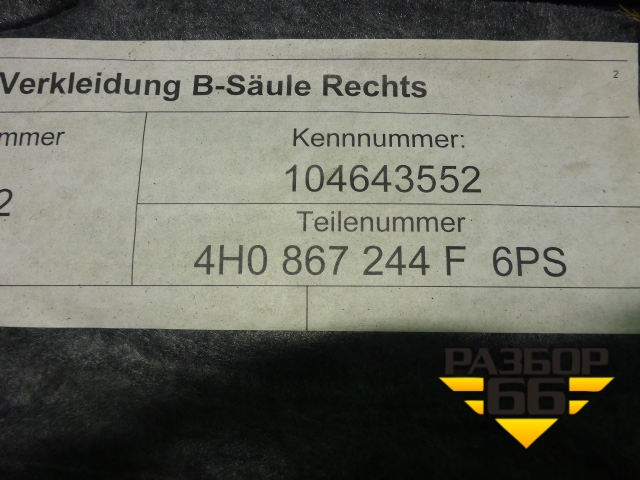 Verkleidung B-Säule Rechts
2
mmer
2
Kennnummer:
104643552
Teilenummer
4H0 867 244 F 6PS
РАЗБОР
66